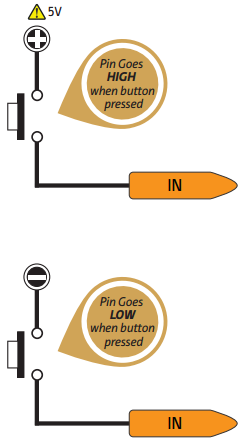 5V
Pin Goes
HIGH
when button
pressed
IN
Pin Goes
LOW
when button
pressed
IN